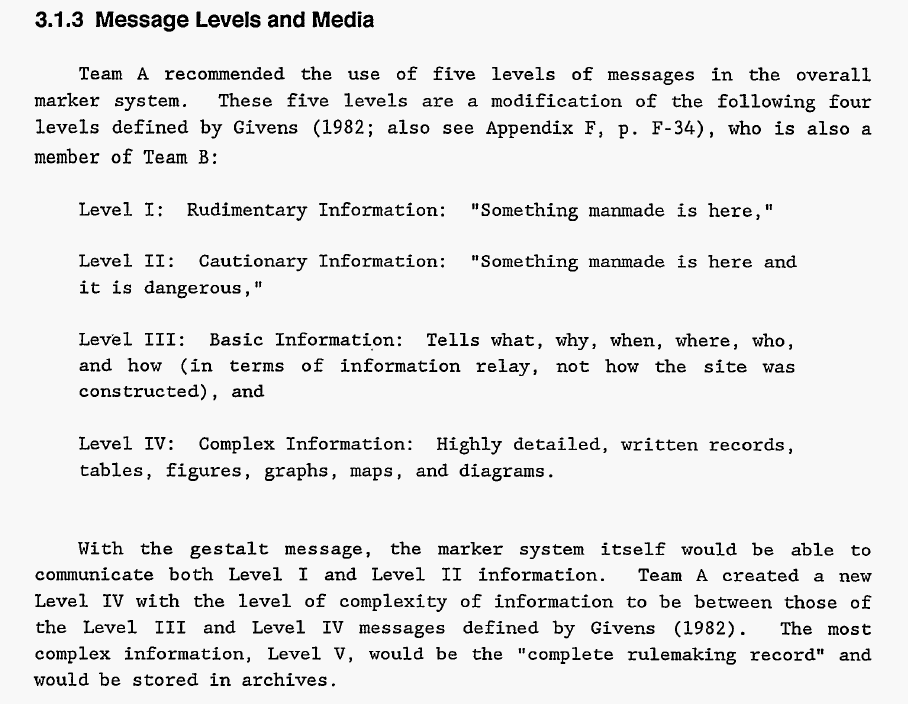 3.1.3 Message Levels and Media
Team A recommended the use of five levels of messages in the overall
marker system. These five levels are a modification of the following four
levels defined by Givens (1982; also see Appendix F, p. F-34), who is also a
member of Team B:
Level I: Rudimentary Information: "Something manmade is here,"
Level II: Cautionary Information: "Something manmade is here and
it is dangerous,"
Level III: Basic Information: Tells what, why, when, where, who,
and how (in terms of information relay, not how the site was
constructed), and
Level IV: Complex Information: Highly detailed, written records,
tables, figures, graphs, maps, and diagrams.
With the gestalt message, the marker system itself would be able to
communicate both Level I and Level II information. Team A created a new
Level IV with the level of complexity of information to be between those of
the Level III and Level IV messages defined by Givens (1982). The most
complex information, Level V, would be the "complete rulemaking record" and
would be stored in archives.